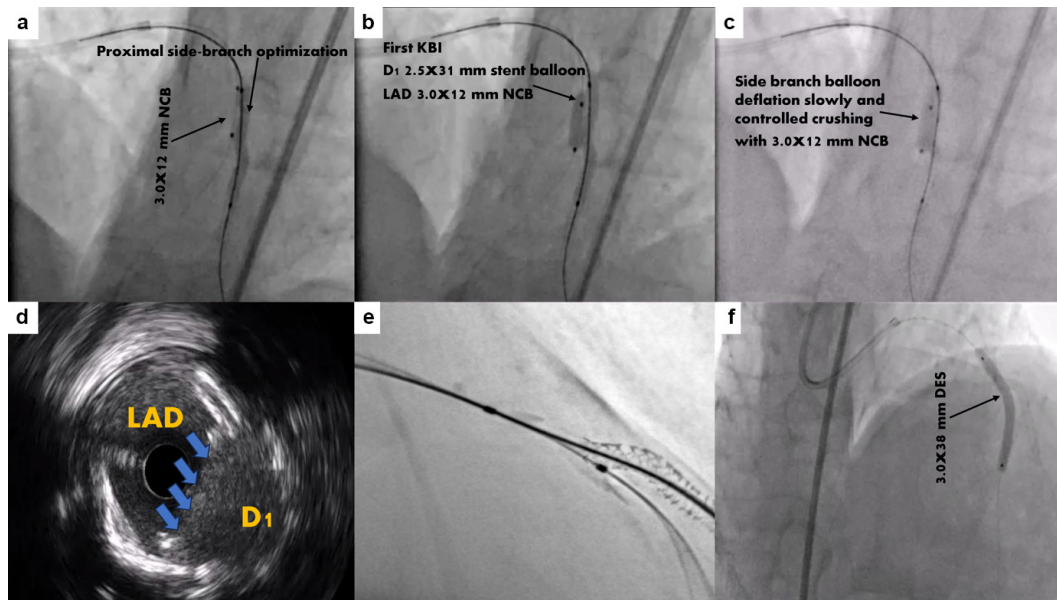 a
Proximal side-branch optimization
3.0X12 mm NCB
b
First KBI
D₁ 2.5X31 mm stent balloon
LAD 3.0X12 mm NCB
c
Side branch balloon
deflation slowly and
controlled crushing
with 3.0X12 mm NCB
d
LAD
D₁
e
f
3.0X38 mm DES